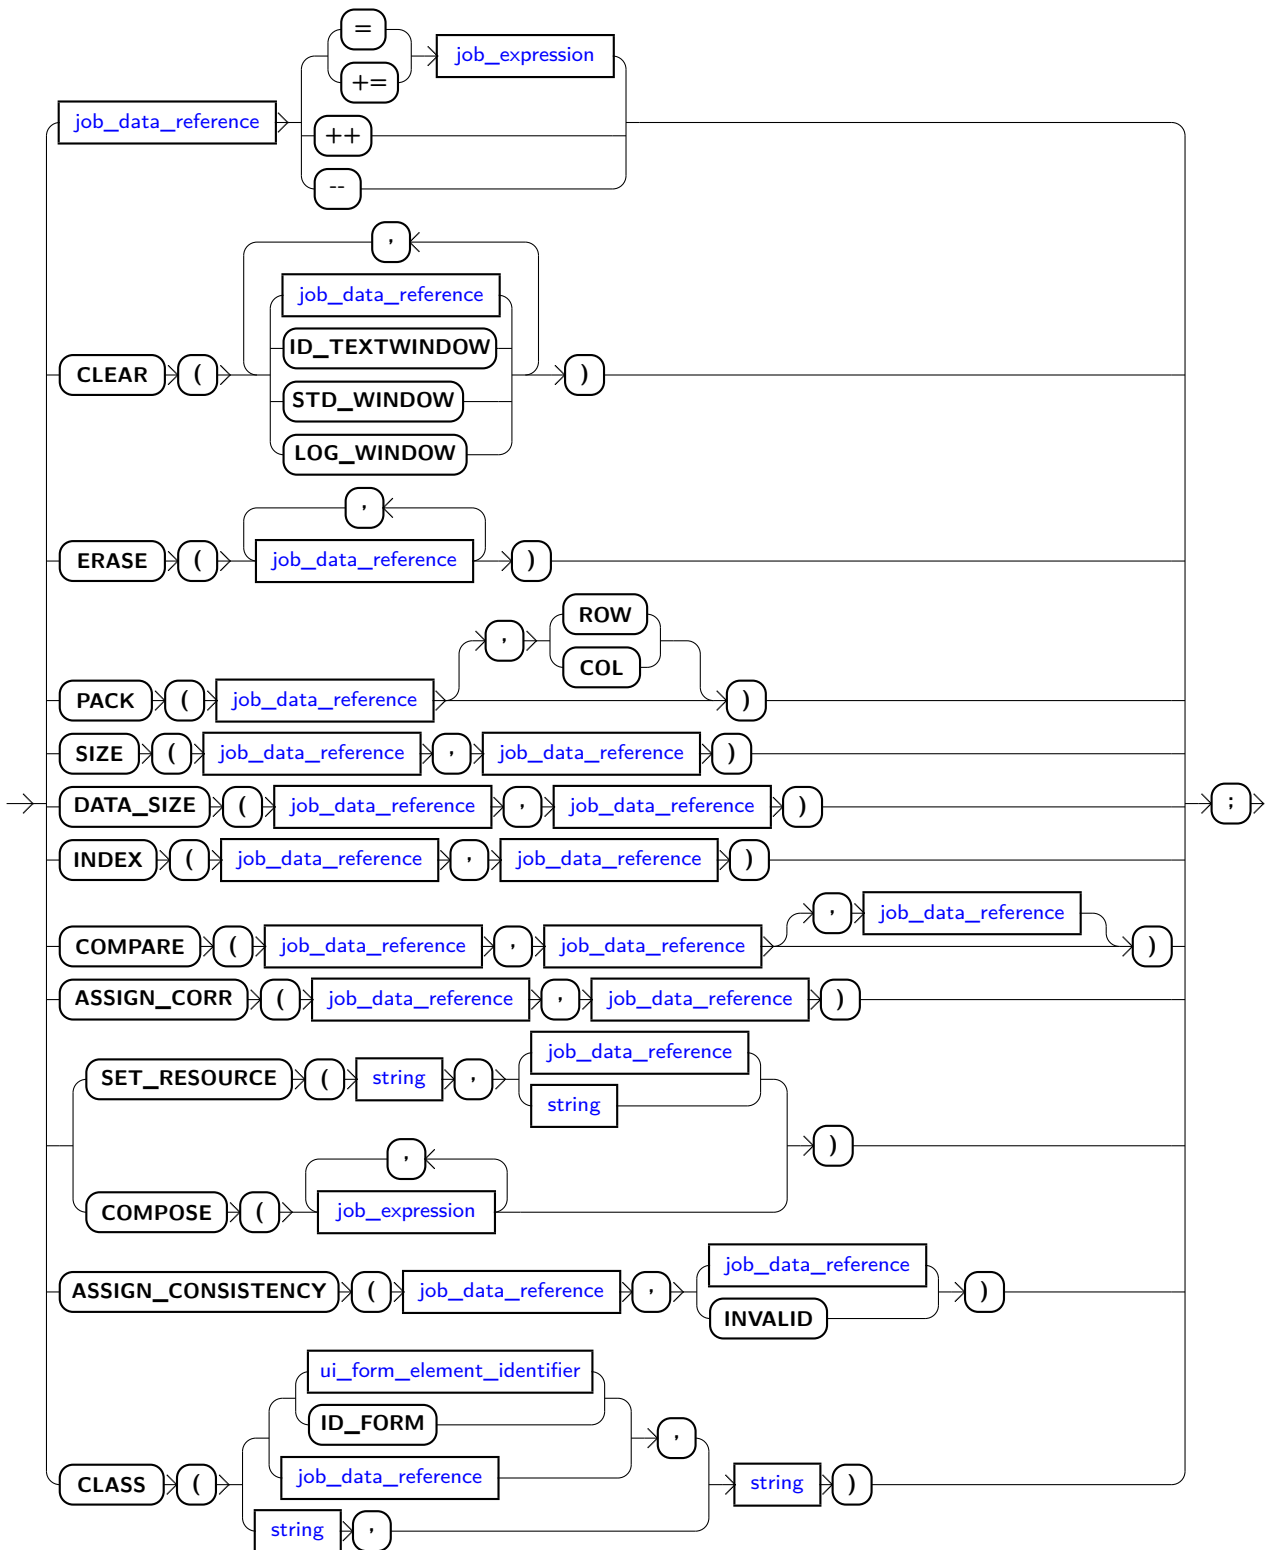 =
job_expression
+=
job_data_reference
++
--
,
job_data_reference
ID_TEXTWINDOW
CLEAR ( )
STD_WINDOW
LOG_WINDOW
,
ERASE ( job_data_reference )
ROW
,
COL
PACK ( job_data_reference )
SIZE ( job_data_reference , job_data_reference )
DATA_SIZE ( job_data_reference , job_data_reference ) ;
INDEX ( job_data_reference , job_data_reference )
, job_data_reference
COMPARE ( job_data_reference , job_data_reference )
ASSIGN_CORR ( job_data_reference , job_data_reference )
job_data_reference
SET_RESOURCE ( string ,
string
)
,
COMPOSE ( job_expression
job_data_reference
ASSIGN_CONSISTENCY ( job_data_reference , )
INVALID
ui_form_element_identifier
ID_FORM
,
job_data_reference
CLASS ( string )
string ,